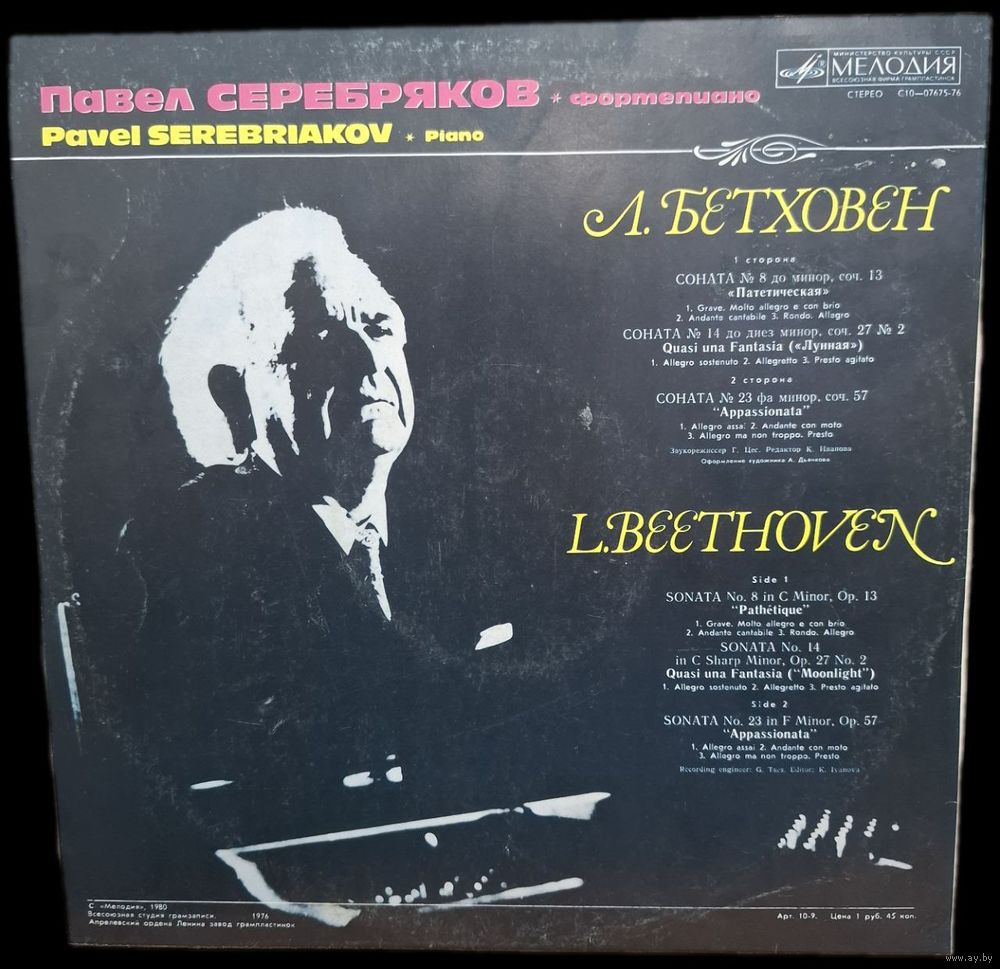 Павел СЕРЕБРЯКОВ * фортепиано
Pavel SEREBRIAKOV * Piano
МИНИСТЕРСТВО КУЛЬТУРЫ СССР
МЕЛОДИЯ
ВСЕСОЮЗНАЯ ФИРМА ГРАМПЛАСТИНОК
СТЕРЕО С10—07675-76
Л. БЕТХОВЕН
1 сторона
СОНАТА № 8 до минор, соч. 13
«Патетическая»
1. Grave. Molto allegro e con brio
2. Andante cantabile 3. Rondo. Allegro
СОНАТА № 14 до диез минор, соч. 27 № 2
Quasi una Fantasia («Лунная»)
1. Allegro sostenuto 2. Allegretto 3. Presto agitato
2 сторона
СОНАТА № 23 фа минор, соч. 57
"Appassionata"
1. Allegro assai 2. Andante con moto
3. Allegro ma non troppo. Presto
Звукорежиссер Г. Цес. Редактор К. Иванова
Оформление художника А. Дьячкова
L. BEETHOVEN
Side 1
SONATA No. 8 in C Minor, Op. 13
"Pathétique"
1. Grave. Molto allegro e con brio
2. Andante cantabile 3. Rondo. Allegro
SONATA No. 14
in C Sharp Minor, Op. 27 No. 2
Quasi una Fantasia ("Moonlight")
1. Allegro sostenuto 2. Allegretto 3. Presto agitato
Side 2
SONATA No. 23 in F Minor, Op. 57
"Appassionata"
1. Allegro assai 2. Andante con moto
3. Allegro ma non troppo. Presto
Recording engineer: G. Tses. Editor: K. Ivanova
С «Мелодия», 1980
Всесоюзная студия грамзаписи. 1976
Апрелевский ордена Ленина завод грампластинок
Арт. 10-9. Цена 1 руб. 45 коп.
www.ay.by